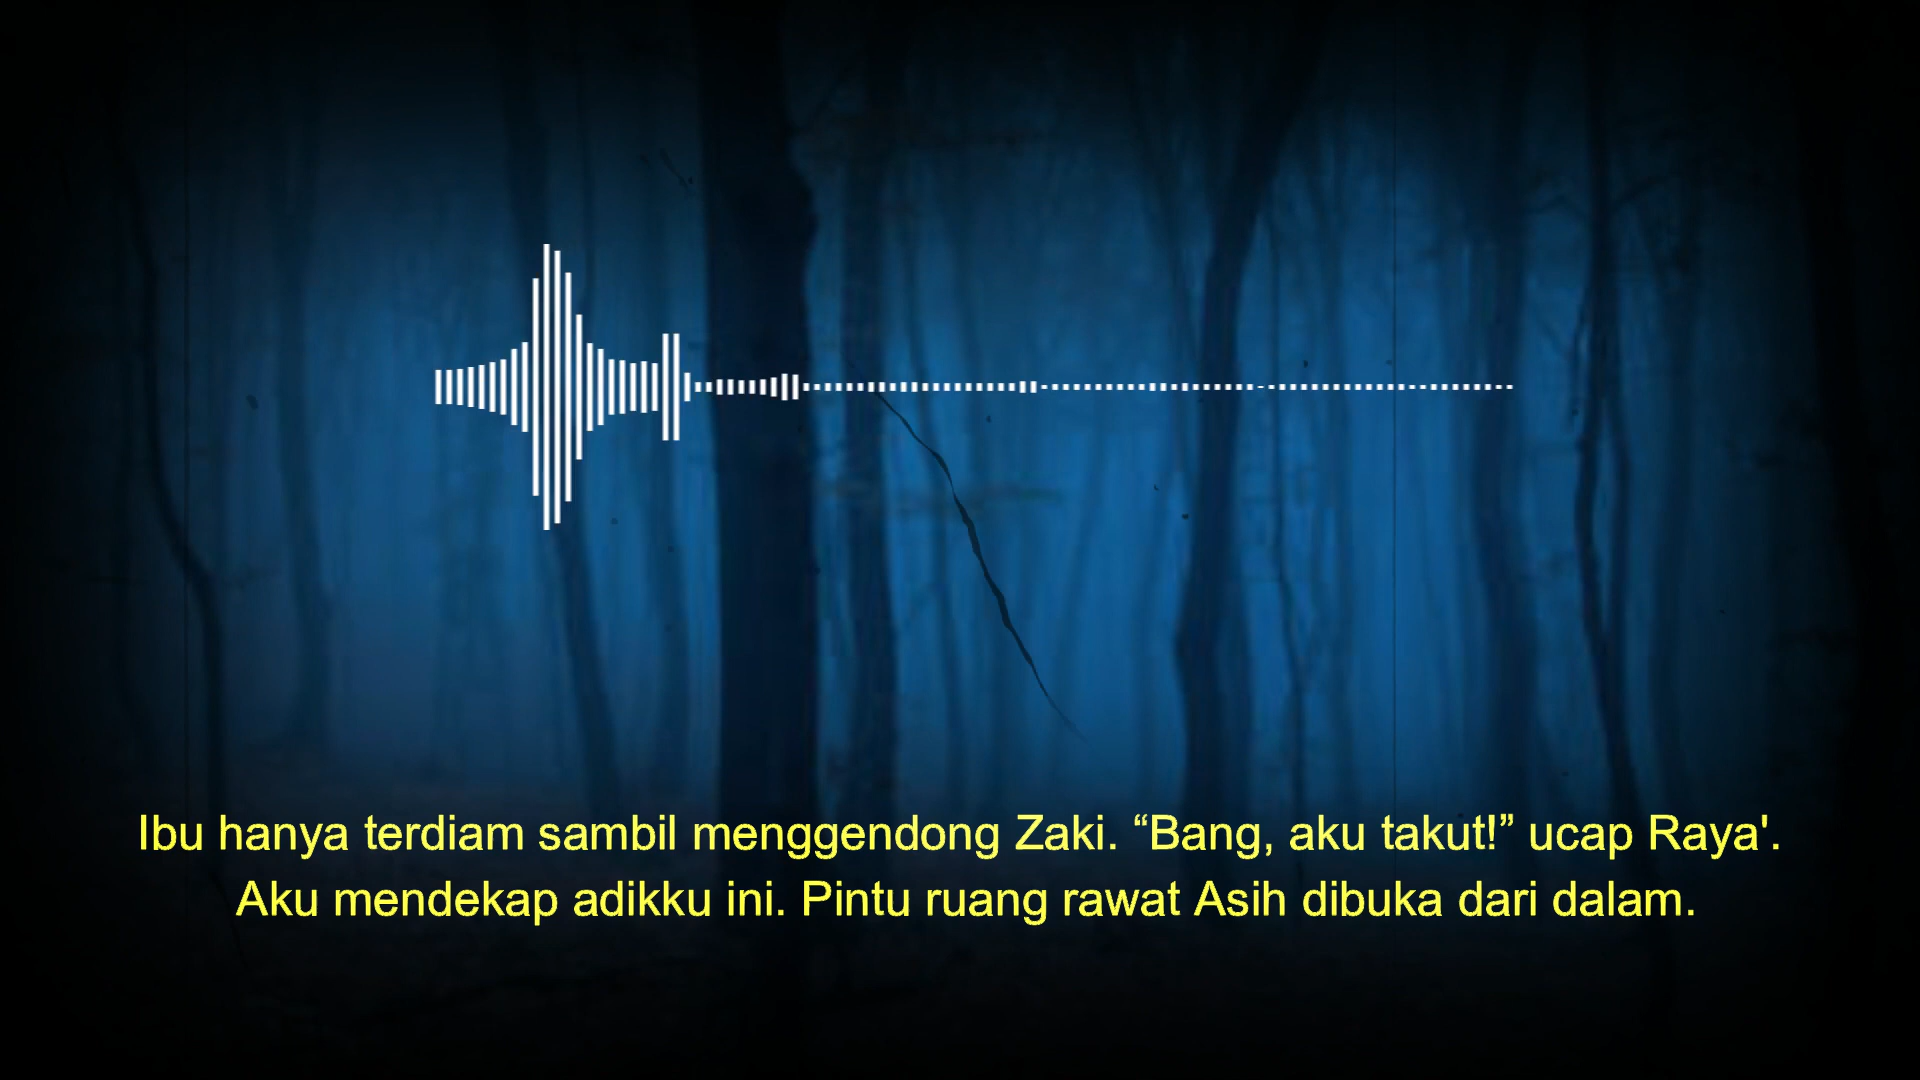 Ibu hanya terdiam sambil menggendong Zaki. “Bang, aku takut!” ucap Raya'.
Aku mendekap adikku ini. Pintu ruang rawat Asih dibuka dari dalam.